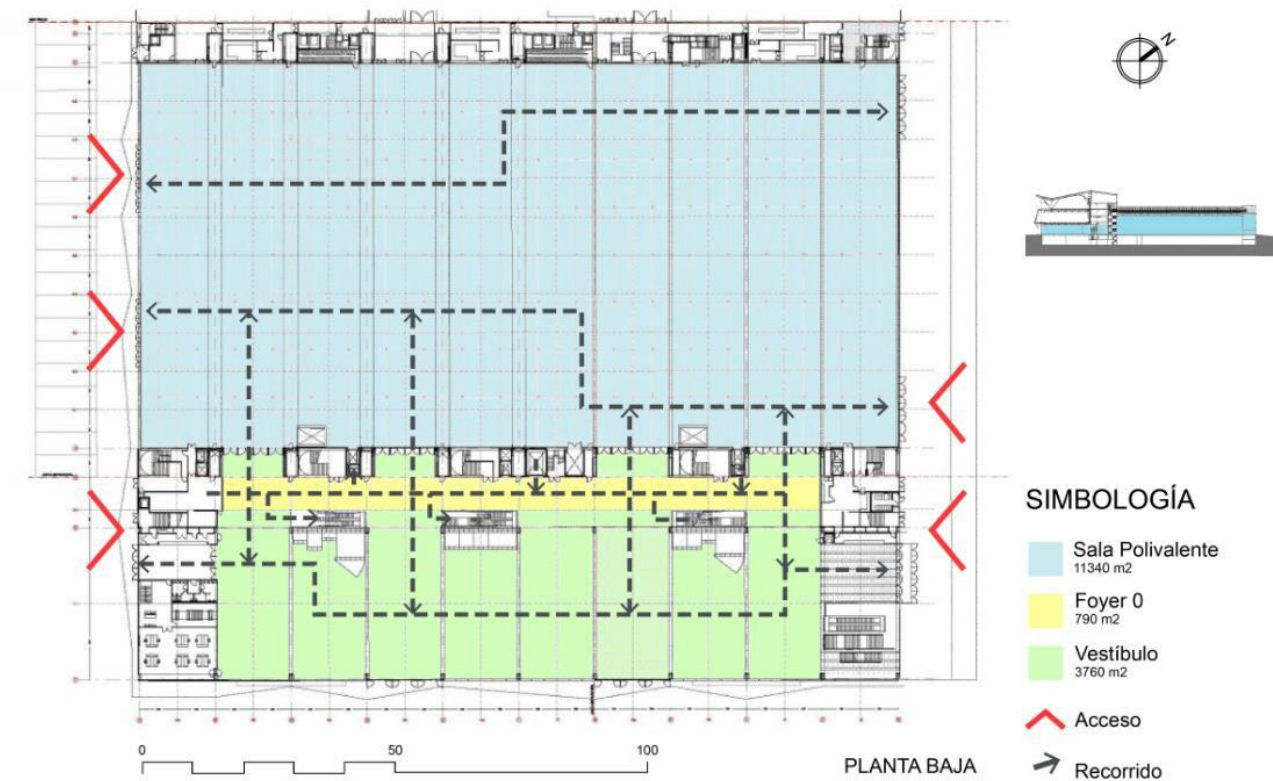 N
SIMBOLOGÍA
Sala Polivalente
11340 m2
Foyer 0
790 m2
Vestíbulo
3760 m2
Acceso
Recorrido
0 50 100
PLANTA BAJA